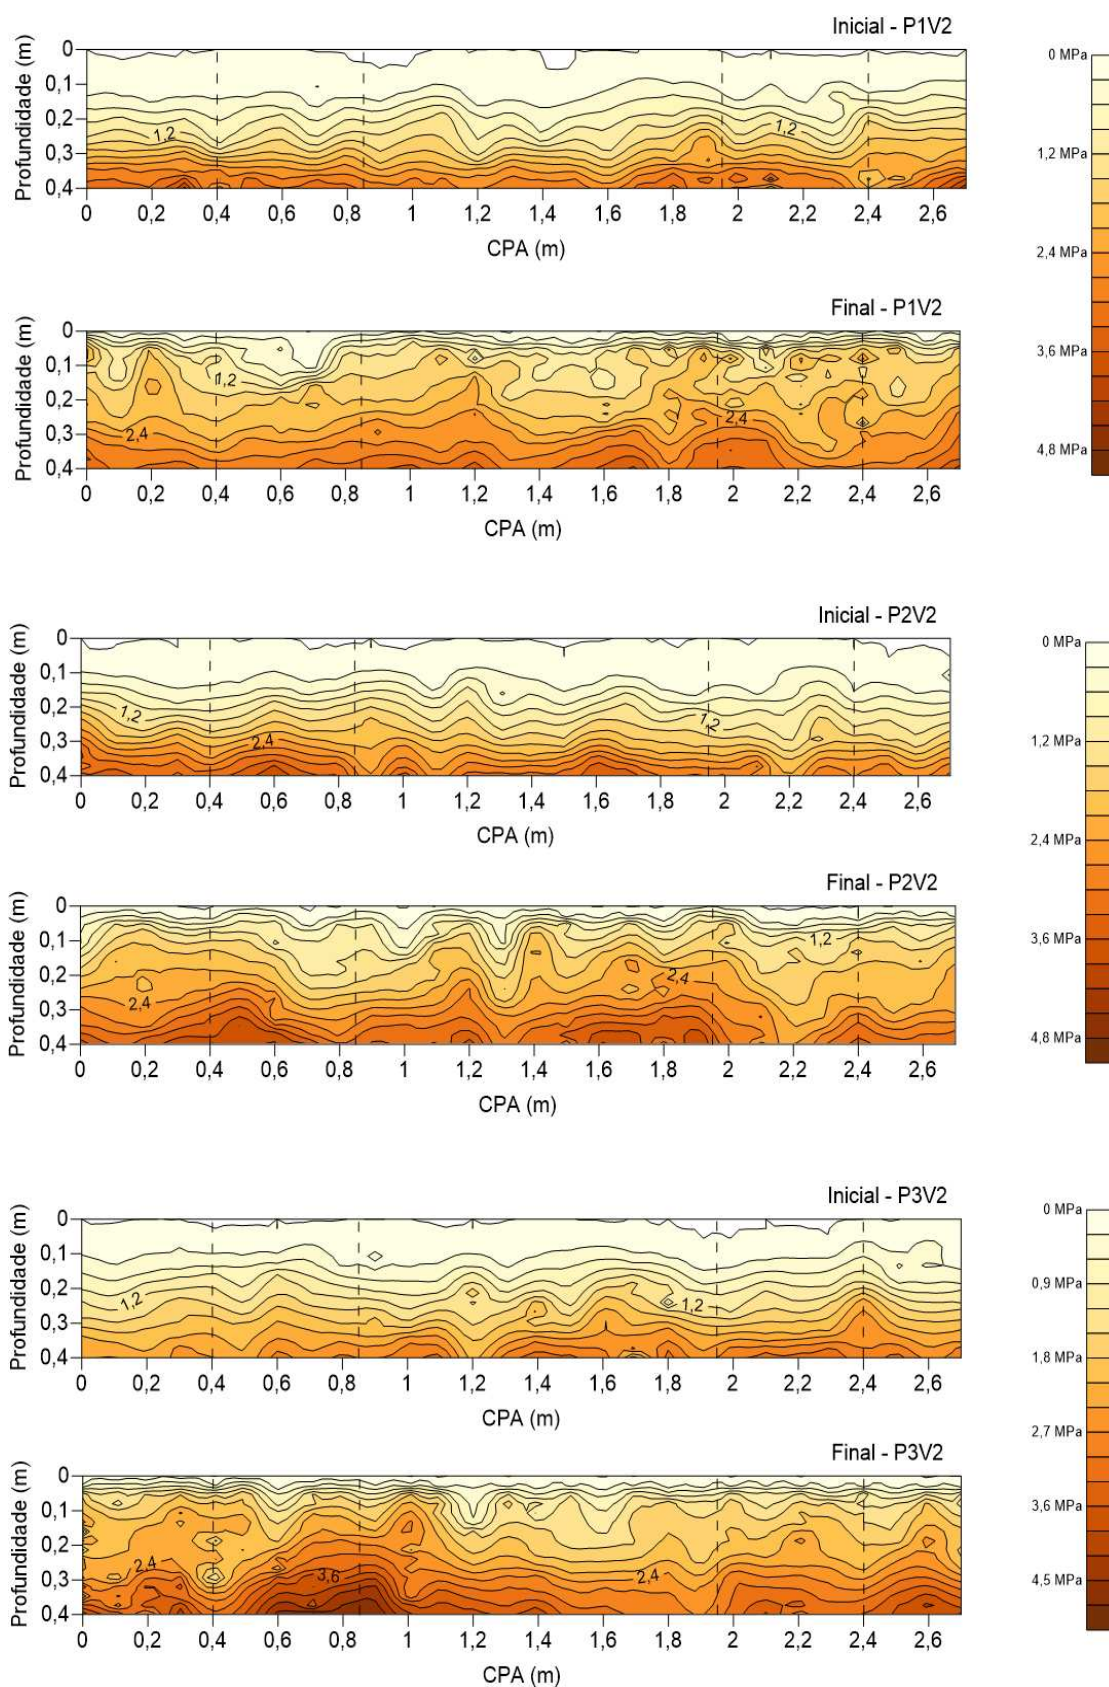 Inicial - P1V2
Profundidade (m)
0
0,1
0,2
0,3
0,4
1,2
1,2
0 0,2 0,4 0,6 0,8 1 1,2 1,4 1,6 1,8 2 2,2 2,4 2,6
CPA (m)
0 MPa
1,2 MPa
2,4 MPa
3,6 MPa
4,8 MPa
Final - P1V2
Profundidade (m)
0
0,1
0,2
0,3
0,4
1,2
2,4
2,4
0 0,2 0,4 0,6 0,8 1 1,2 1,4 1,6 1,8 2 2,2 2,4 2,6
CPA (m)
Inicial - P2V2
Profundidade (m)
0
0,1
0,2
0,3
0,4
1,2
2,4
1,2
0 0,2 0,4 0,6 0,8 1 1,2 1,4 1,6 1,8 2 2,2 2,4 2,6
CPA (m)
0 MPa
1,2 MPa
2,4 MPa
3,6 MPa
4,8 MPa
Final - P2V2
Profundidade (m)
0
0,1
0,2
0,3
0,4
1,2
2,4
2,4
0 0,2 0,4 0,6 0,8 1 1,2 1,4 1,6 1,8 2 2,2 2,4 2,6
CPA (m)
Inicial - P3V2
Profundidade (m)
0
0,1
0,2
0,3
0,4
1,2
1,2
0 0,2 0,4 0,6 0,8 1 1,2 1,4 1,6 1,8 2 2,2 2,4 2,6
CPA (m)
0 MPa
0,9 MPa
1,8 MPa
2,7 MPa
3,6 MPa
4,5 MPa
Final - P3V2
Profundidade (m)
0
0,1
0,2
0,3
0,4
2,4
3,6
2,4
0 0,2 0,4 0,6 0,8 1 1,2 1,4 1,6 1,8 2 2,2 2,4 2,6
CPA (m)